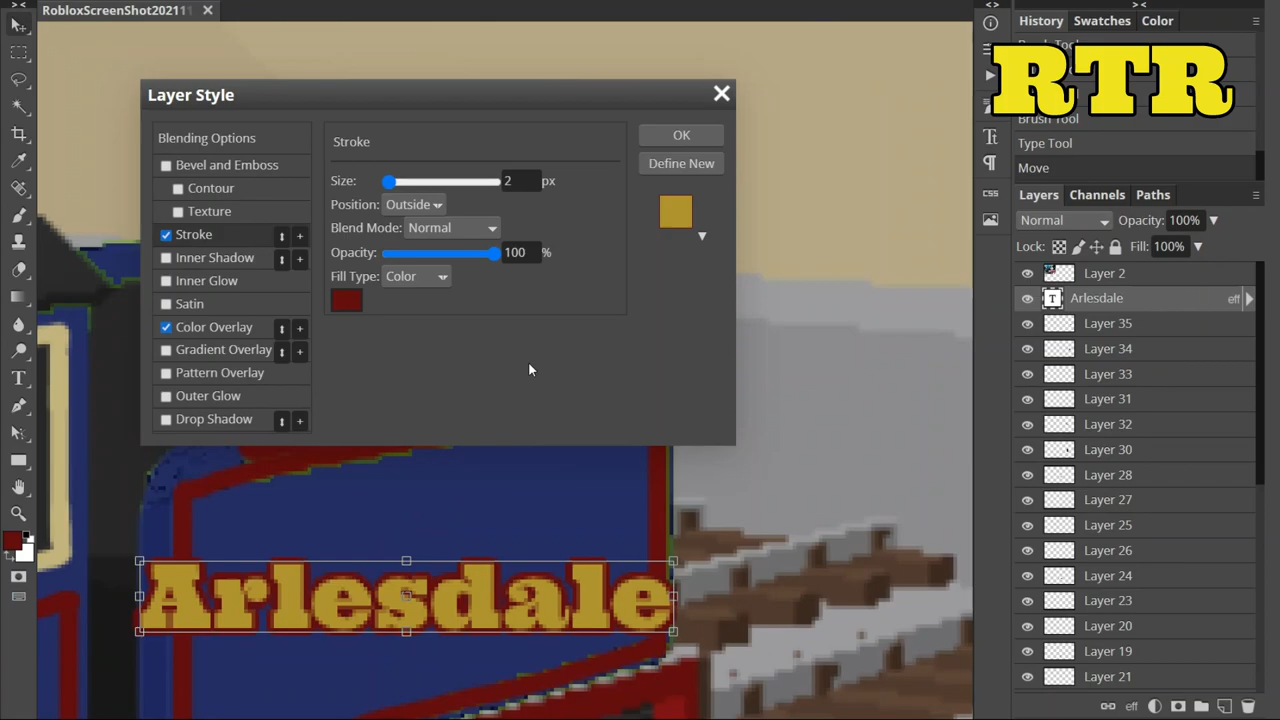 RobloxScreenShot20211
History Swatches Color
RTR
Brush Tool
Type Tool
Move
Layer Style
Blending Options
Bevel and Emboss
Contour
Texture
Stroke
Inner Shadow
Inner Glow
Satin
Color Overlay
Gradient Overlay
Pattern Overlay
Outer Glow
Drop Shadow
Stroke
Size: 2 px
Position: Outside
Blend Mode: Normal
Opacity: 100 %
Fill Type: Color
OK
Define New
CSS
Layers Channels Paths
Normal Opacity: 100%
Lock: Fill: 100%
Layer 2
Arlesdale eff
Layer 35
Layer 34
Layer 33
Layer 31
Layer 32
Layer 30
Layer 28
Layer 27
Layer 25
Layer 26
Layer 24
Layer 23
Layer 20
Layer 19
Layer 21
eff
Arlesdale